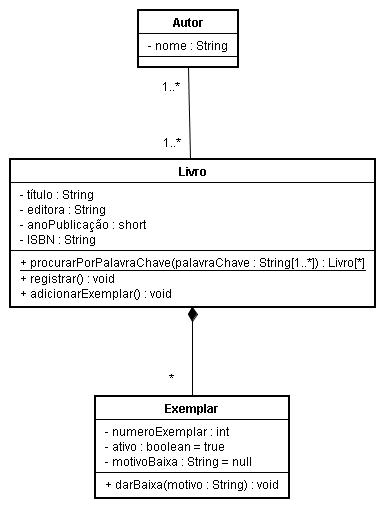 Autor
- nome : String
1..*
1..*
Livro
- título : String
- editora : String
- anoPublicação : short
- ISBN : String
+ procurarPorPalavraChave(palavraChave : String[1..*]) : Livro[*]
+ registrar() : void
+ adicionarExemplar() : void
*
Exemplar
- numeroExemplar : int
- ativo : boolean = true
- motivoBaixa : String = null
+ darBaixa(motivo : String) : void